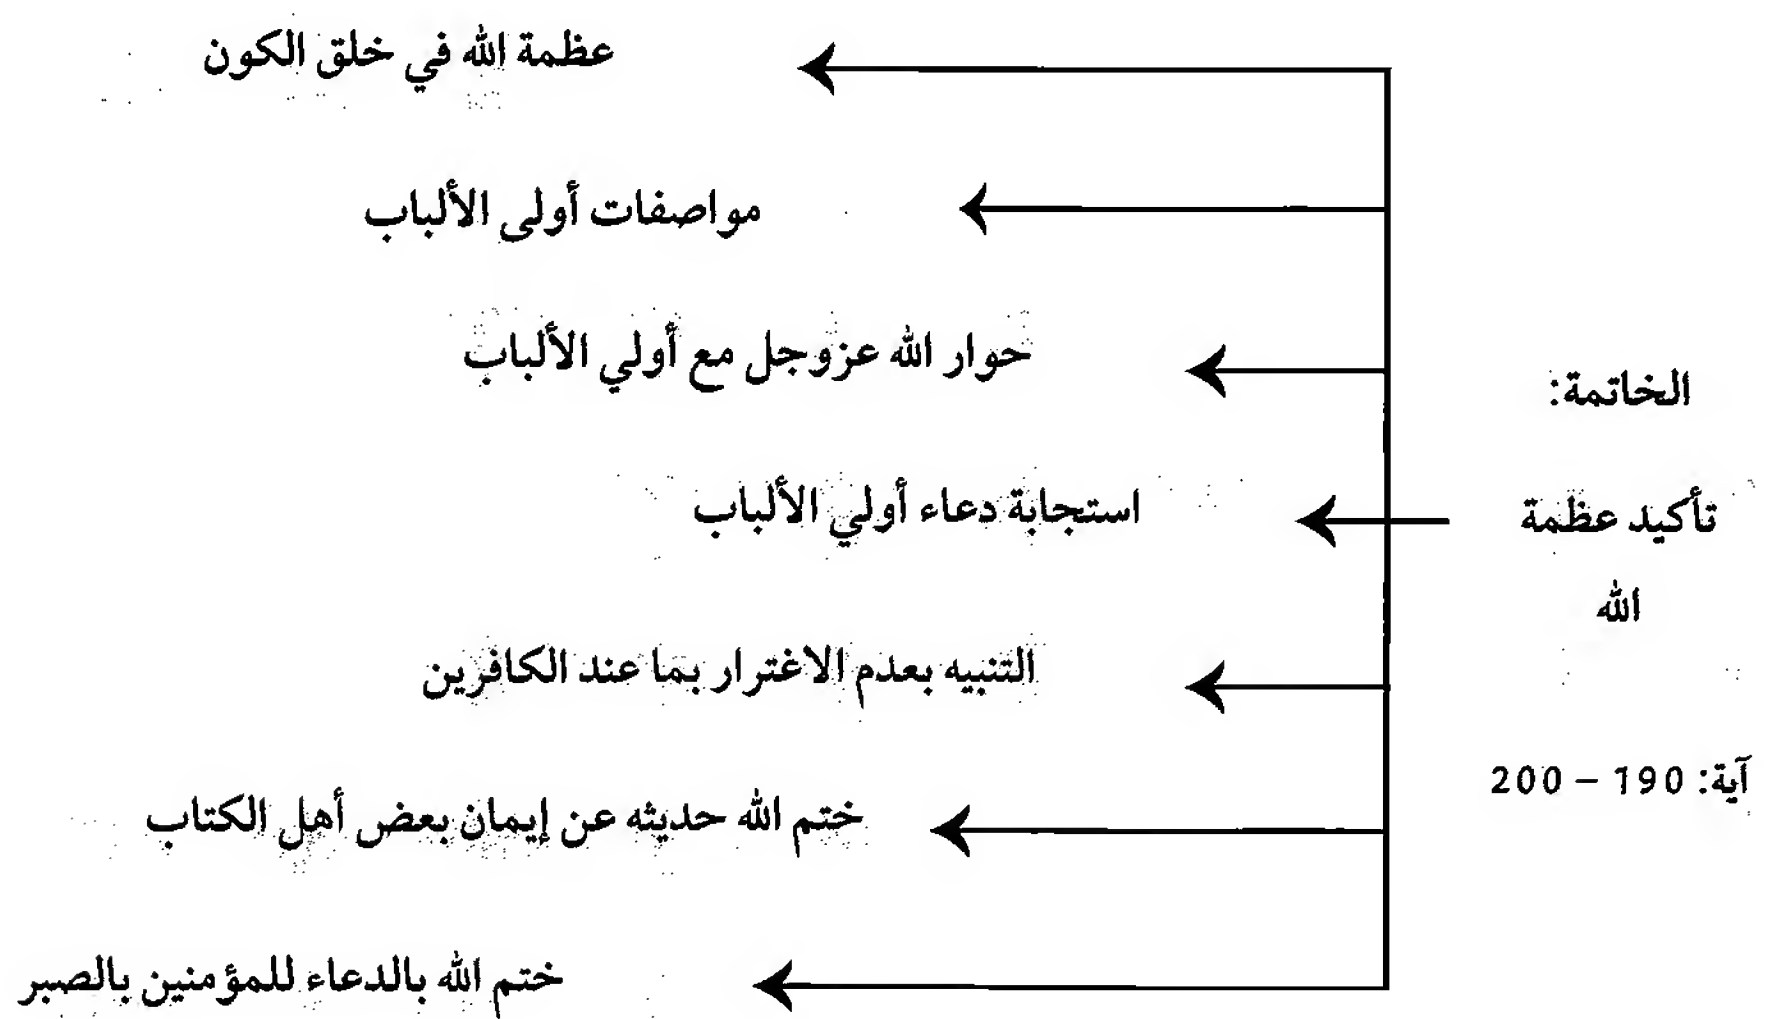 الخاتمة:
تأكيد عظمة
الله
آية: 190 – 200
عظمة الله في خلق الكون
مواصفات أولى الألباب
حوار الله عزوجل مع أولي الألباب
استجابة دعاء أولي الألباب
التنبيه بعدم الاغترار بما عند الكافرين
ختم الله حديثه عن إيمان بعض أهل الكتاب
ختم الله بالدعاء للمؤمنين بالصبر